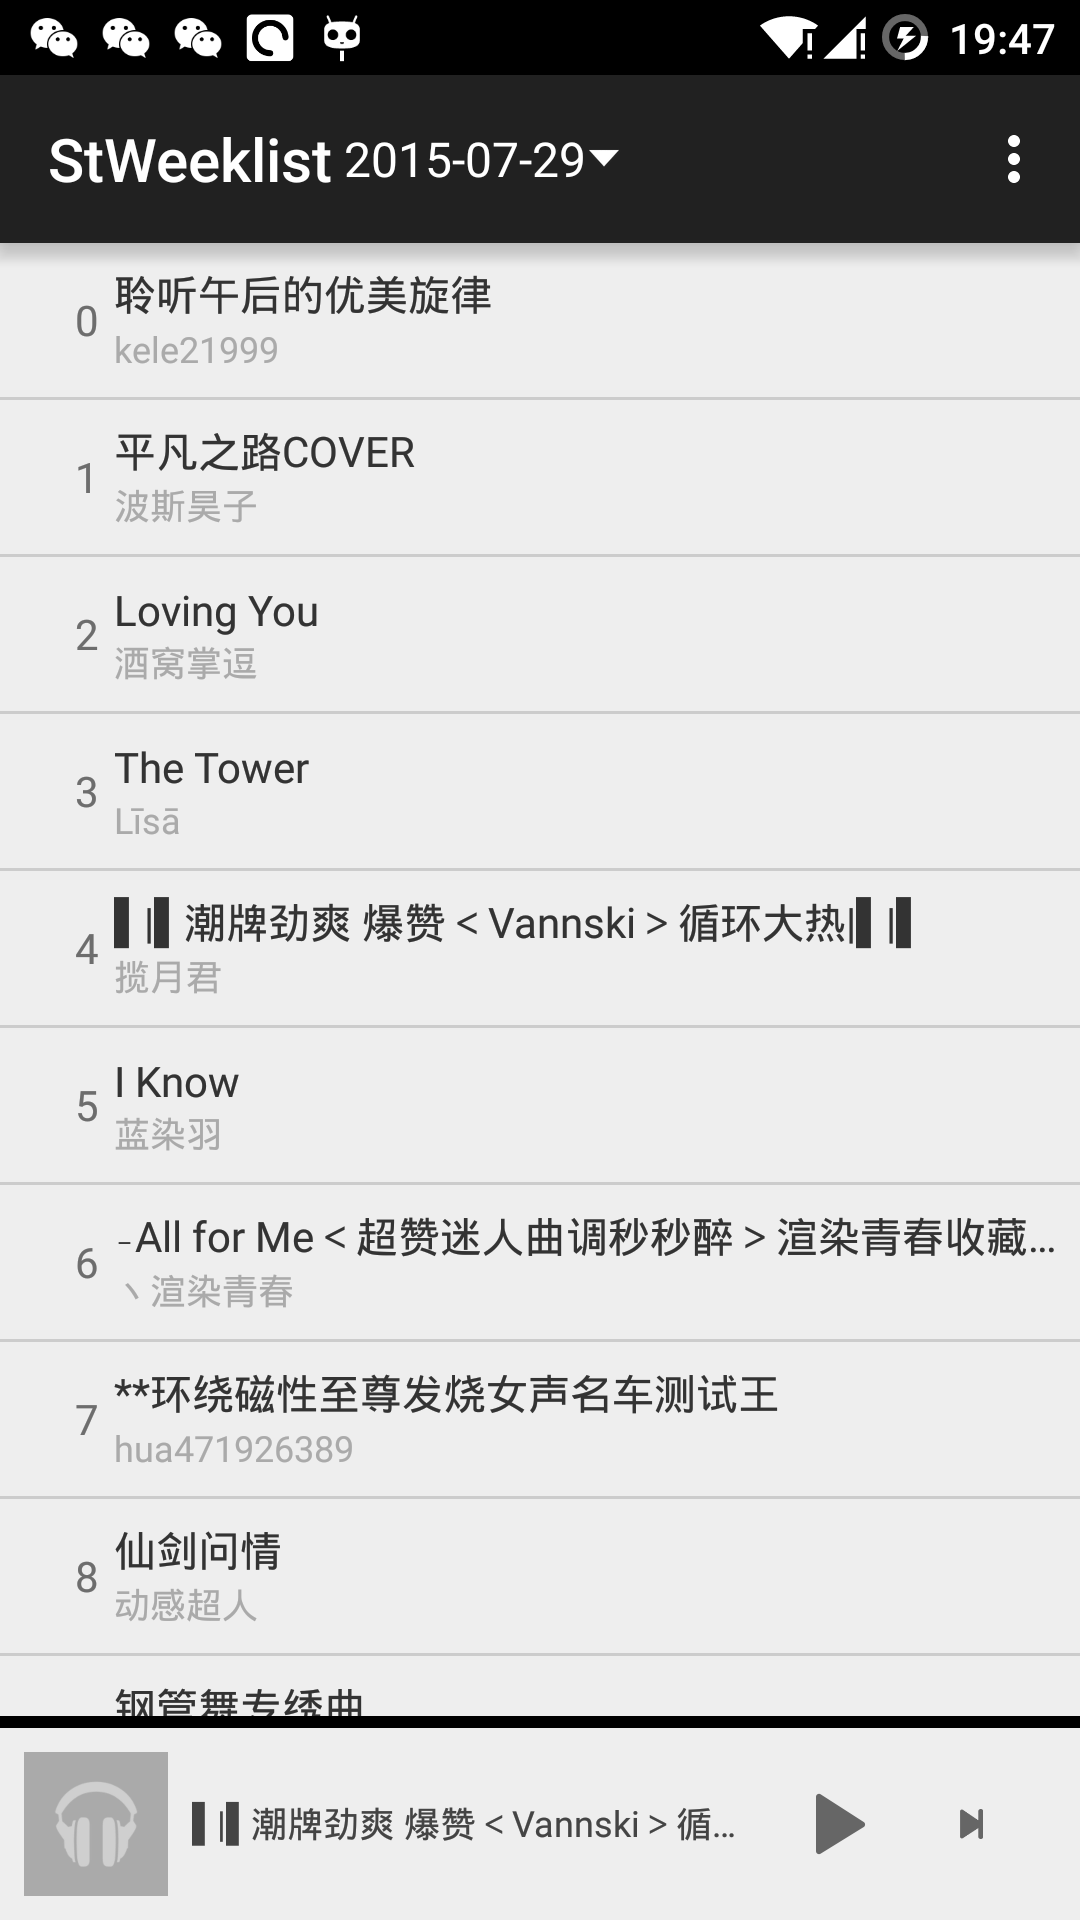 19:47
StWeeklist 2015-07-29
0
聆听午后的优美旋律
kele21999
1
平凡之路COVER
波斯昊子
2
Loving You
酒窝掌逗
3
The Tower
Līsā
4
▌|▌潮牌劲爽 爆赞＜Vannski＞循环大热|▌|▌
揽月君
5
I Know
蓝染羽
6
–All for Me＜超赞迷人曲调秒秒醉＞渲染青春收藏...
丶渲染青春
7
**环绕磁性至尊发烧女声名车测试王
hua471926389
8
仙剑问情
动感超人
钢管舞专绣曲
▌|▌潮牌劲爽 爆赞＜Vannski＞循...